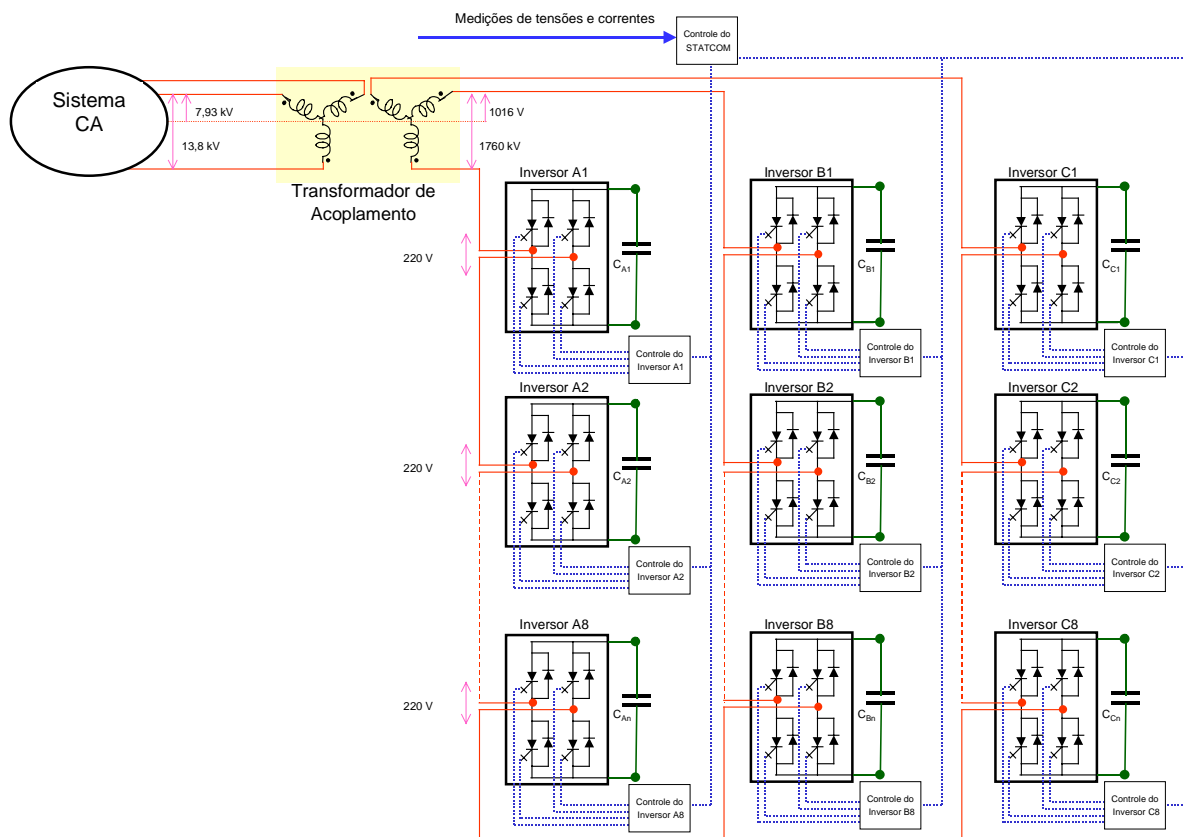 Medições de tensões e correntes
Controle do
STATCOM
Sistema
CA
7,93 kV
13,8 kV
1016 V
1760 kV
Transformador de
Acoplamento
Inversor A1
Inversor B1
Inversor C1
220 V
CA1
CB1
CC1
Controle do
Inversor A1
Controle do
Inversor B1
Controle do
Inversor C1
Inversor A2
Inversor B2
Inversor C2
220 V
CA2
CB2
CC2
Controle do
Inversor A2
Controle do
Inversor B2
Controle do
Inversor C2
Inversor A8
Inversor B8
Inversor C8
220 V
CAn
CBn
CCn
Controle do
Inversor A8
Controle do
Inversor B8
Controle do
Inversor C8